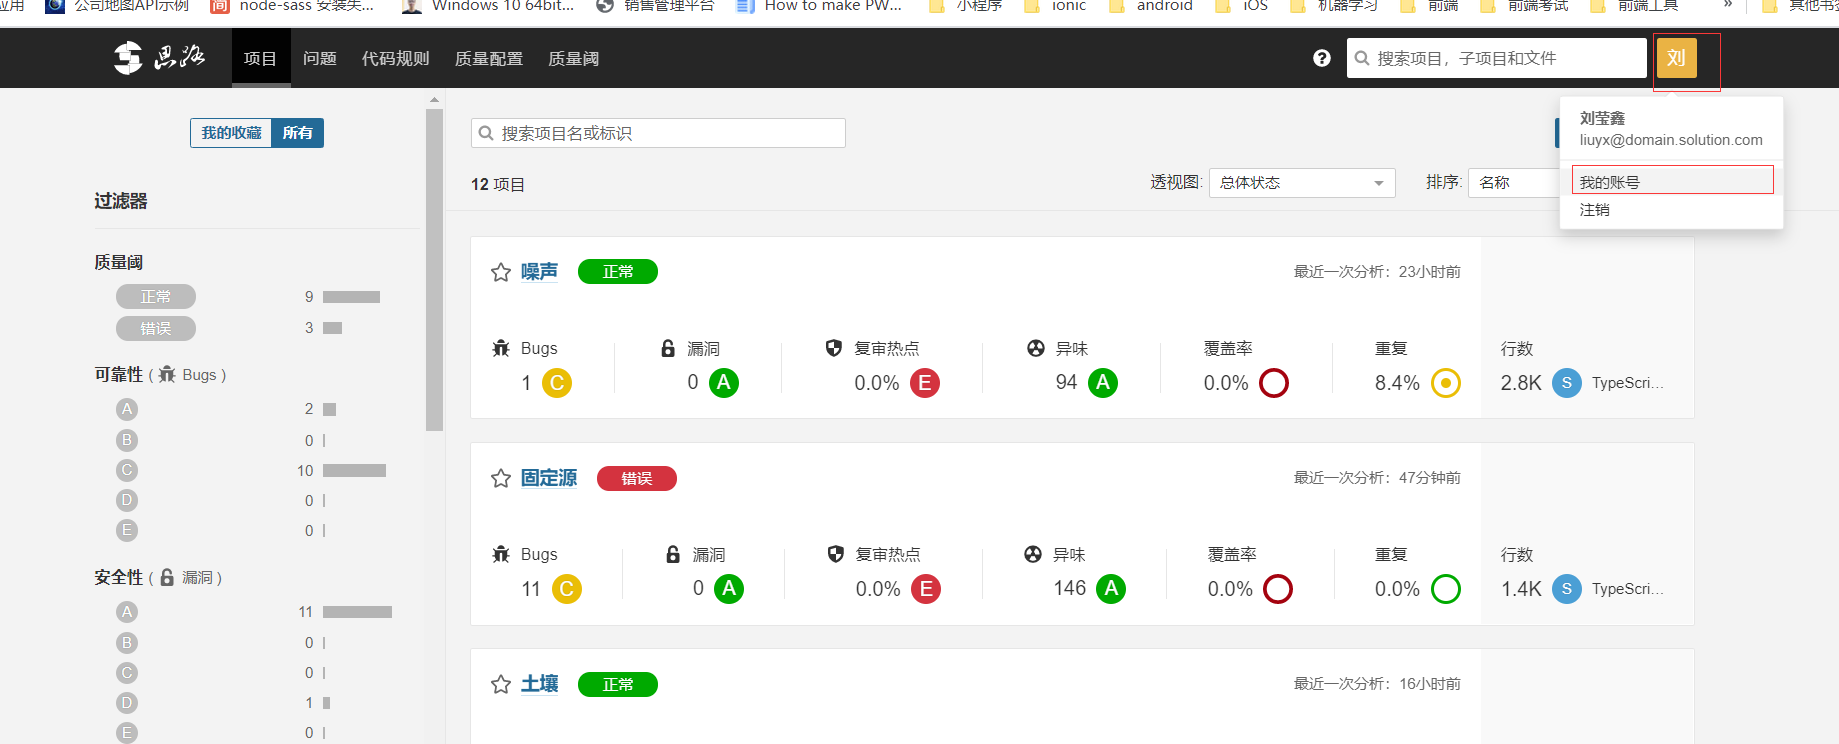 应用 公司地图API示例 简 node-sass 安装失... Windows 10 64bit... 销售管理平台 How to make PW... 小程序 ionic android iOS 机器学习 前端 前端考试 前端工具 » 其他书签
思路 项目 问题 代码规则 质量配置 质量阈 ? 搜索项目，子项目和文件 刘
刘莹鑫
liuyx@domain.solution.com
我的账号
注销
我的收藏 所有
过滤器
质量阈
正常 9
错误 3
可靠性 ( Bugs )
A 2
B 0
C 10
D 0
E 0
安全性 ( 漏洞 )
A 11
B 0
C 0
D 1
E 0
搜索项目名或标识
12 项目 透视图: 总体状态 排序: 名称
噪声 正常 最近一次分析：23小时前
Bugs 漏洞 复审热点 异味 覆盖率 重复 行数
1 C 0 A 0.0% E 94 A 0.0% 8.4% 2.8K S TypeScri...
固定源 错误 最近一次分析：47分钟前
Bugs 漏洞 复审热点 异味 覆盖率 重复 行数
11 C 0 A 0.0% E 146 A 0.0% 0.0% 1.4K S TypeScri...
土壤 正常 最近一次分析：16小时前